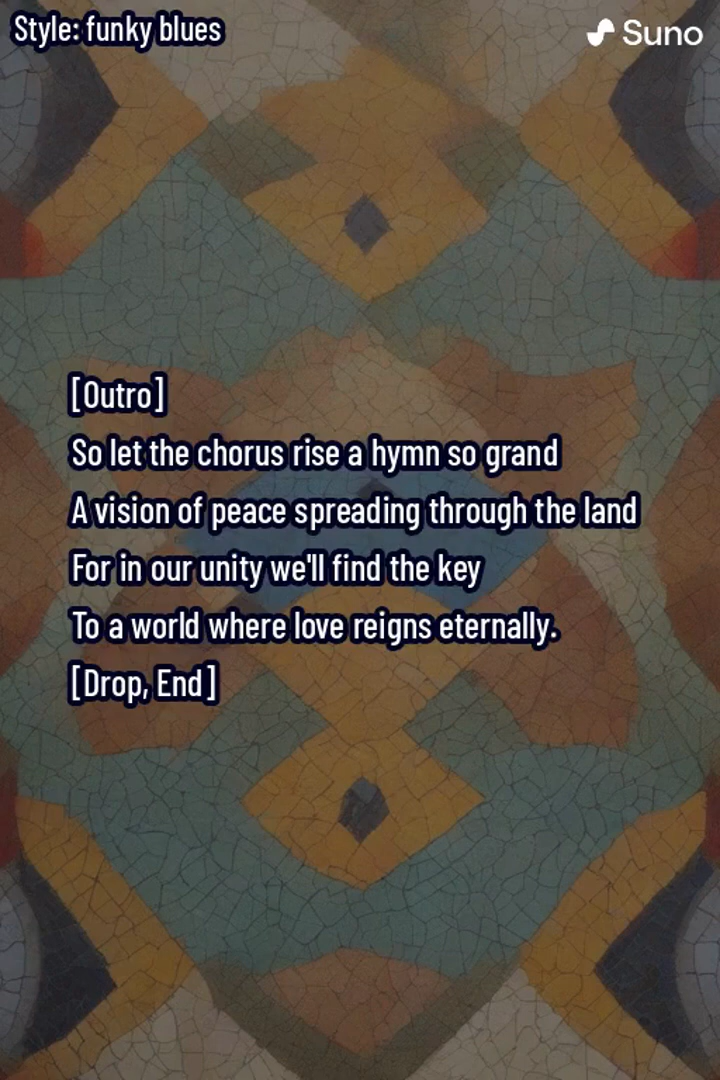 Style: funky blues
Suno
[Outro]
So let the chorus rise a hymn so grand
A vision of peace spreading through the land
For in our unity we'll find the key
To a world where love reigns eternally.
[Drop, End]